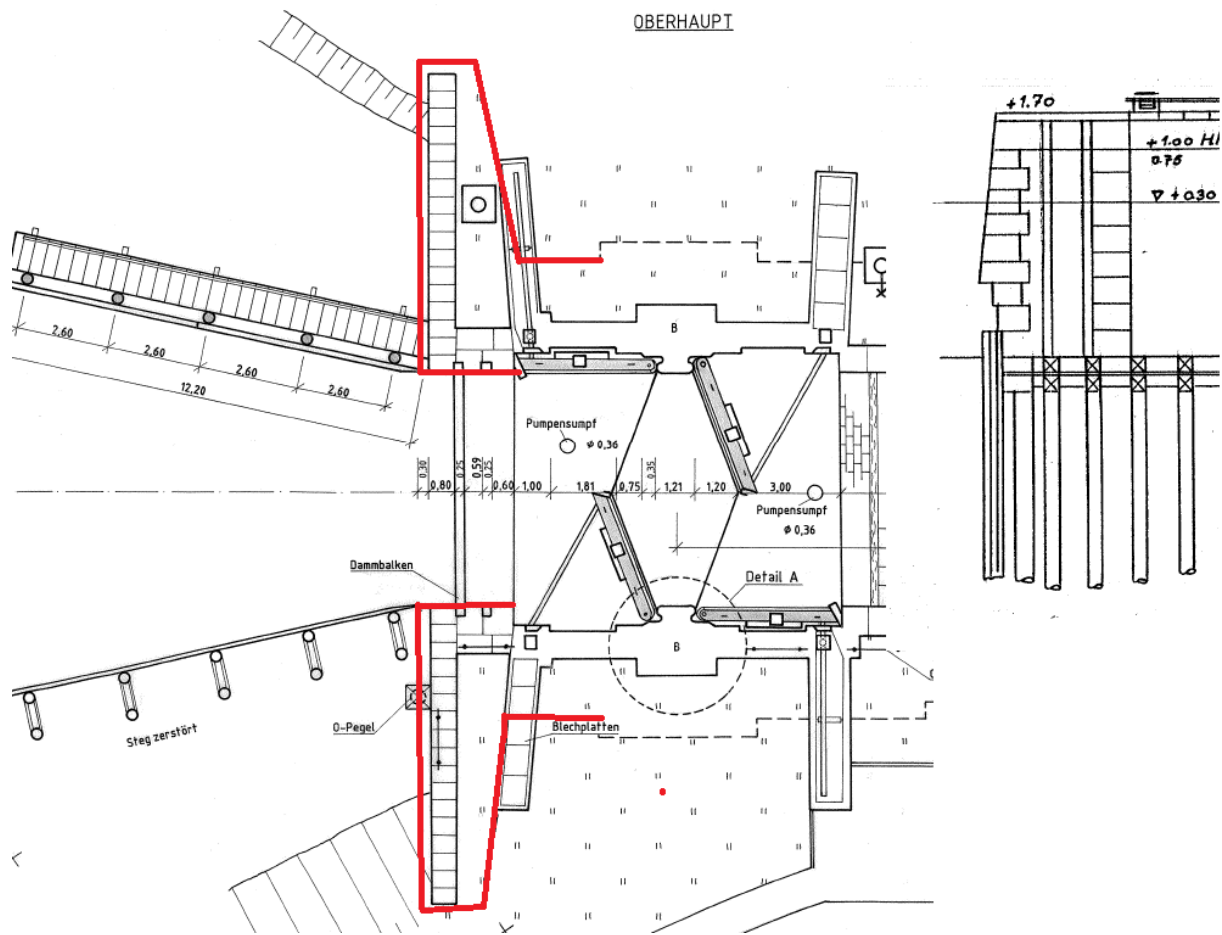 OBERHAUPT
+1.70
+1.00
0.75
▽ +0.30
2,60
2,60
2,60
2,60
12,20
Pumpensumpf
ø 0,36
0,30
0,80
0,25
0,59
0,25
0,60
1,00
1,81
0,75
0,35
1,21
1,20
3,00
Pumpensumpf
ø 0,36
B
Dammbalken
Detail A
B
O-Pegel
Blechplatten
Steg zerstört